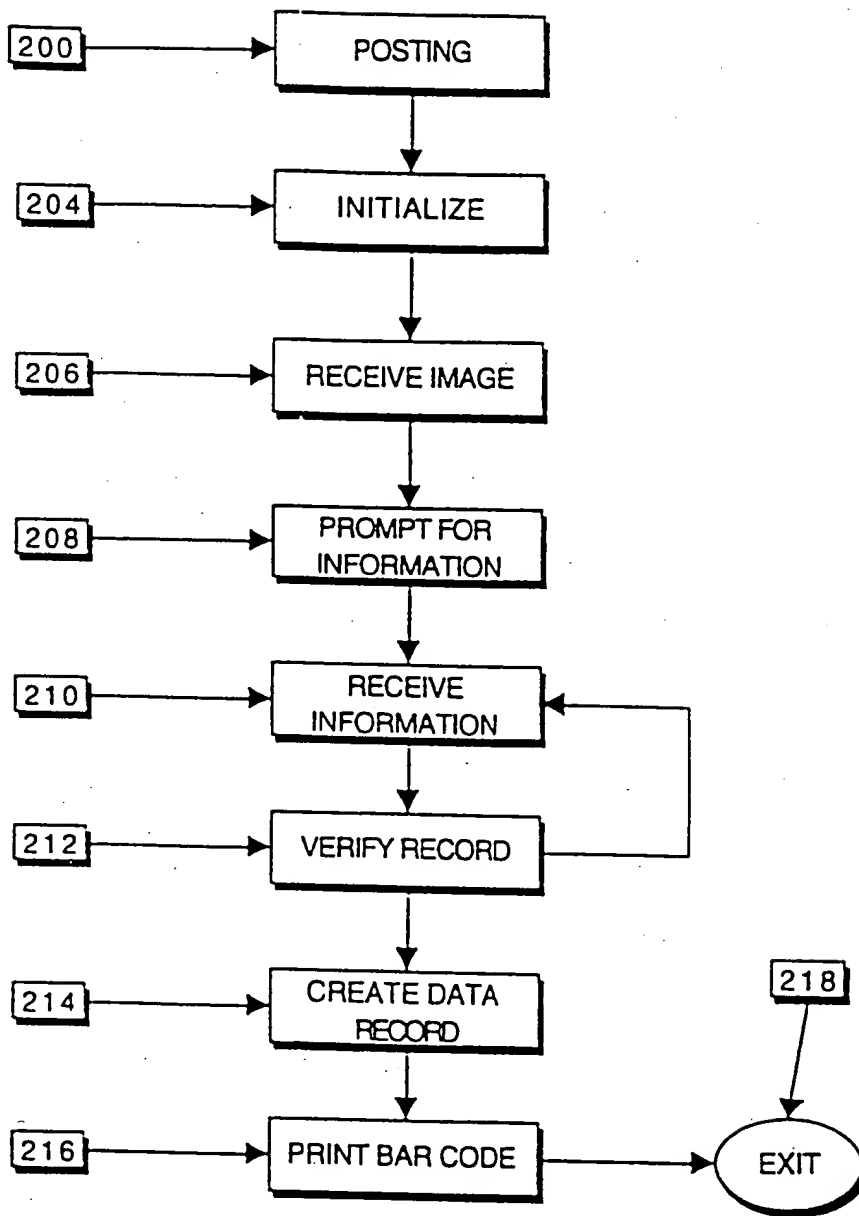 200
POSTING
204
INITIALIZE
206
RECEIVE IMAGE
208
PROMPT FOR
INFORMATION
210
RECEIVE
INFORMATION
212
VERIFY RECORD
214
CREATE DATA
RECORD
218
216
PRINT BAR CODE
EXIT